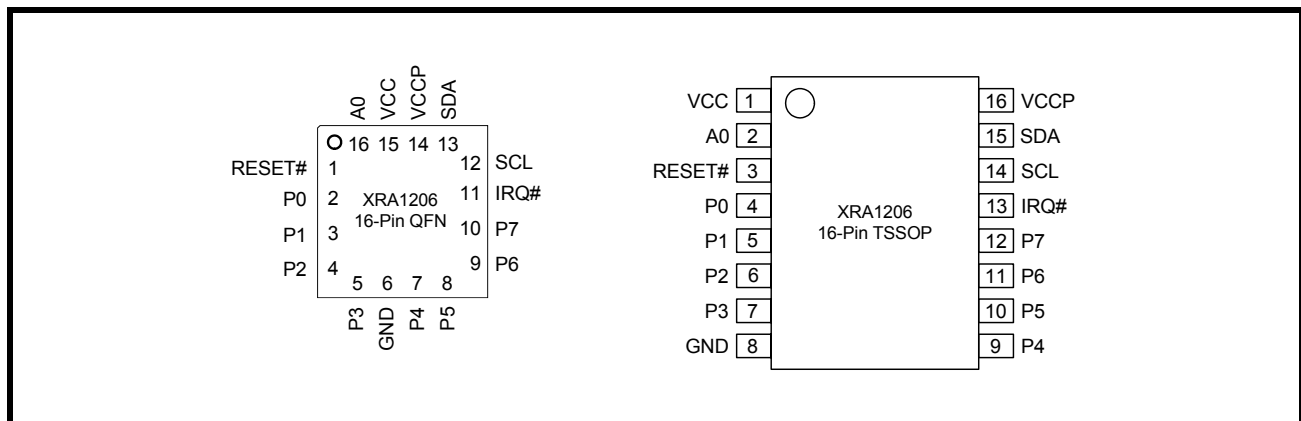 A0 VCC VCCP SDA
16 15 14 13
RESET# 1
P0 2
P1 3
P2 4
XRA1206
16-Pin QFN
12 SCL
11 IRQ#
10 P7
9 P6
5 6 7 8
P3 GND P4 P5
VCC 1
A0 2
RESET# 3
P0 4
P1 5
P2 6
P3 7
GND 8
XRA1206
16-Pin TSSOP
16 VCCP
15 SDA
14 SCL
13 IRQ#
12 P7
11 P6
10 P5
9 P4